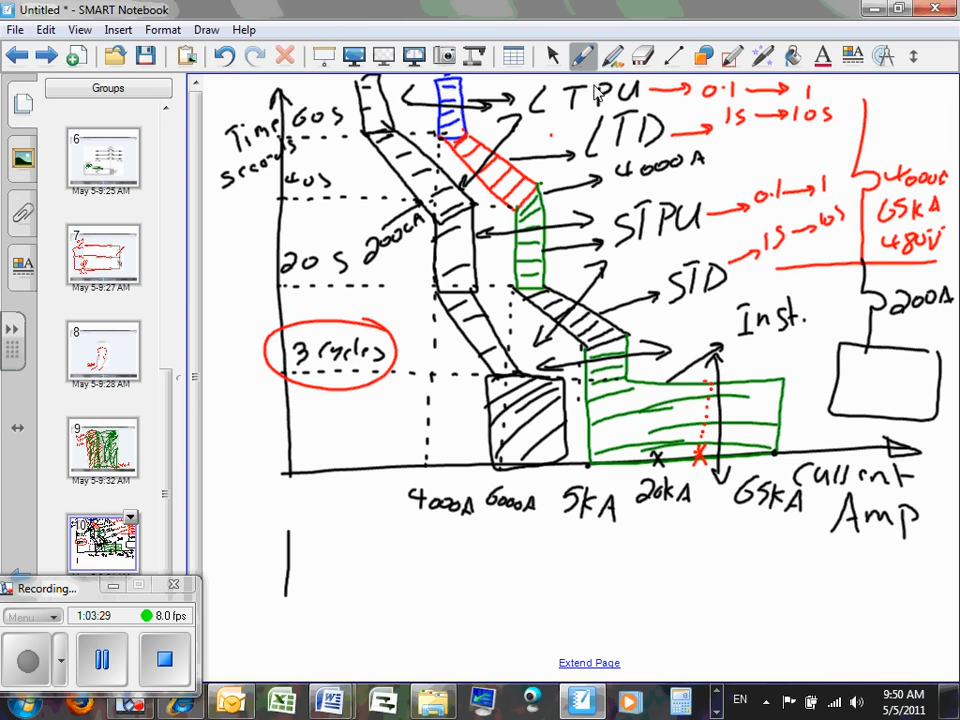 Untitled * - SMART Notebook
File Edit View Insert Format Draw Help
Groups
6
May 5-9:25 AM
7
May 5-9:27 AM
8
May 5-9:28 AM
9
May 5-9:32 AM
10
Recording...
Menu
1:03:29
8.0 fps
Time
seconds
60s
40s
20 s
3 cycles
2000A
LTPU → 0.1 → 1
LTD → 1s → 10s
4000A
STPU → 0.1 → 1
STD → 1s → 10s
Inst.
4000A
65kA
480V
200A
4000A 6000A 5kA 20kA 65kA
Current
Amp
Extend Page
EN
9:50 AM
5/5/2011